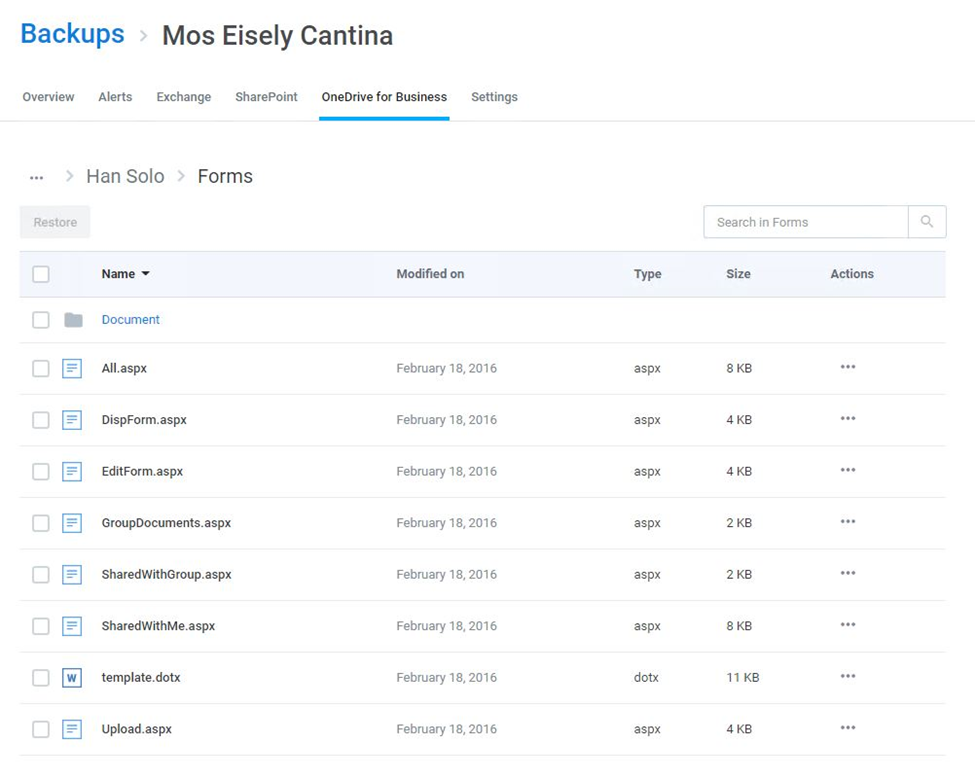 Backups > Mos Eisely Cantina
Overview Alerts Exchange SharePoint OneDrive for Business Settings
... > Han Solo > Forms
Restore Search in Forms
Name Modified on Type Size Actions
Document
All.aspx February 18, 2016 aspx 8 KB ...
DispForm.aspx February 18, 2016 aspx 4 KB ...
EditForm.aspx February 18, 2016 aspx 4 KB ...
GroupDocuments.aspx February 18, 2016 aspx 2 KB ...
SharedWithGroup.aspx February 18, 2016 aspx 2 KB ...
SharedWithMe.aspx February 18, 2016 aspx 8 KB ...
W template.dotx February 18, 2016 dotx 11 KB ...
Upload.aspx February 18, 2016 aspx 4 KB ...